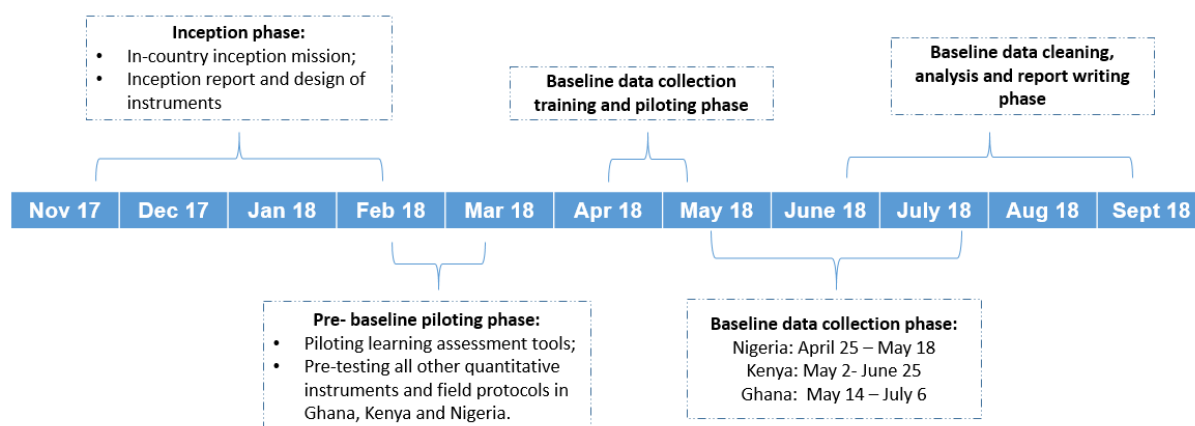 Inception phase:
• In-country inception mission;
• Inception report and design of
instruments
Baseline data collection
training and piloting phase
Baseline data cleaning,
analysis and report writing
phase
Nov 17 Dec 17 Jan 18 Feb 18 Mar 18 Apr 18 May 18 June 18 July 18 Aug 18 Sept 18
Pre- baseline piloting phase:
• Piloting learning assessment tools;
• Pre-testing all other quantitative
instruments and field protocols in
Ghana, Kenya and Nigeria.
Baseline data collection phase:
Nigeria: April 25 – May 18
Kenya: May 2- June 25
Ghana: May 14 – July 6